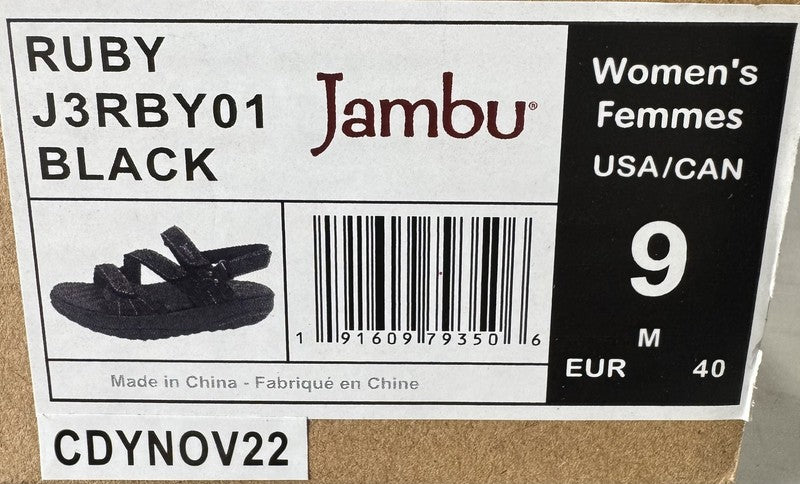 RUBY
J3RBY01
BLACK
Jambu®
Women's
Femmes
USA/CAN
9
M
EUR 40
1 91609 79350 6
Made in China - Fabriqué en Chine
CDYNOV22